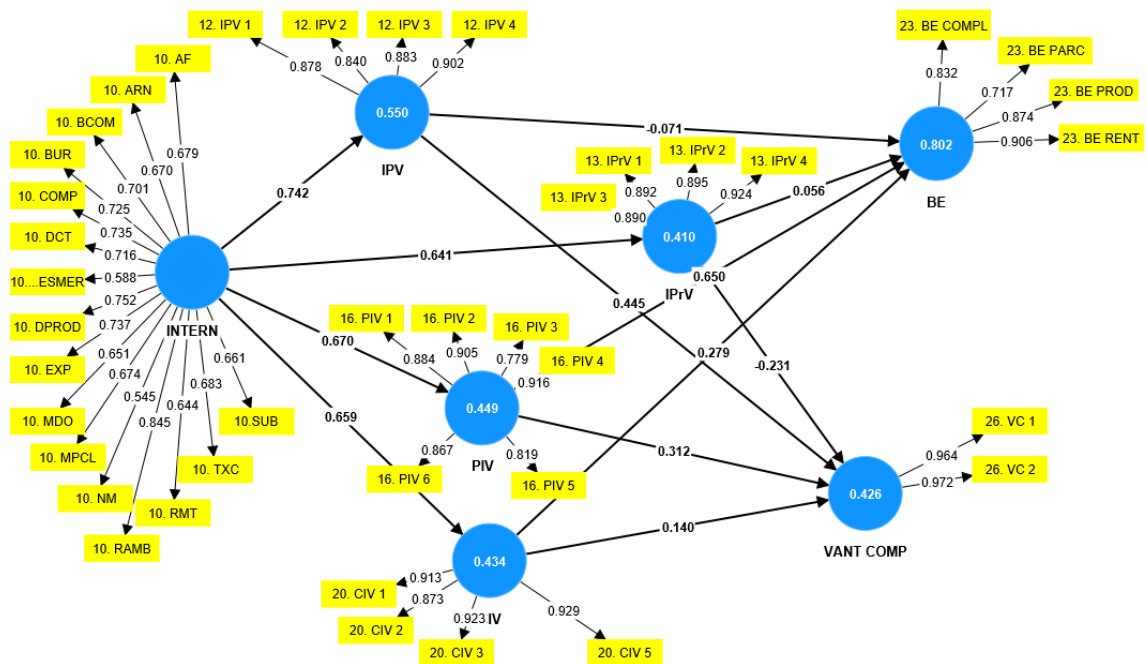 12. IPV 1
12. IPV 2
12. IPV 3
12. IPV 4
0.878
0.840
0.883
0.902
0.550
IPV
10. AF
10. ARN
10. BCOM
10. BUR
10. COMP
10. DCT
10....ESMER
10. DPROD
10. EXP
10. MDO
10. MPCL
10. NM
10. RAMB
10. RMT
10. TXC
10.SUB
0.679
0.670
0.701
0.725
0.735
0.716
0.588
0.752
0.737
0.651
0.674
0.545
0.845
0.644
0.683
0.661
INTERN
0.742
0.641
0.670
0.659
13. IPrV 1
13. IPrV 2
13. IPrV 4
13. IPrV 3
0.892
0.895
0.924
0.890
0.410
IPrV
16. PIV 1
16. PIV 2
16. PIV 3
16. PIV 4
0.884
0.905
0.779
0.916
0.449
PIV
0.867
0.819
16. PIV 6
16. PIV 5
0.434
IV
0.913
0.873
0.923
0.929
20. CIV 1
20. CIV 2
20. CIV 3
20. CIV 5
-0.071
0.056
0.650
0.445
0.279
-0.231
0.312
0.140
23. BE COMPL
23. BE PARC
23. BE PROD
23. BE RENT
0.832
0.717
0.874
0.906
0.802
BE
26. VC 1
26. VC 2
0.964
0.972
0.426
VANT COMP